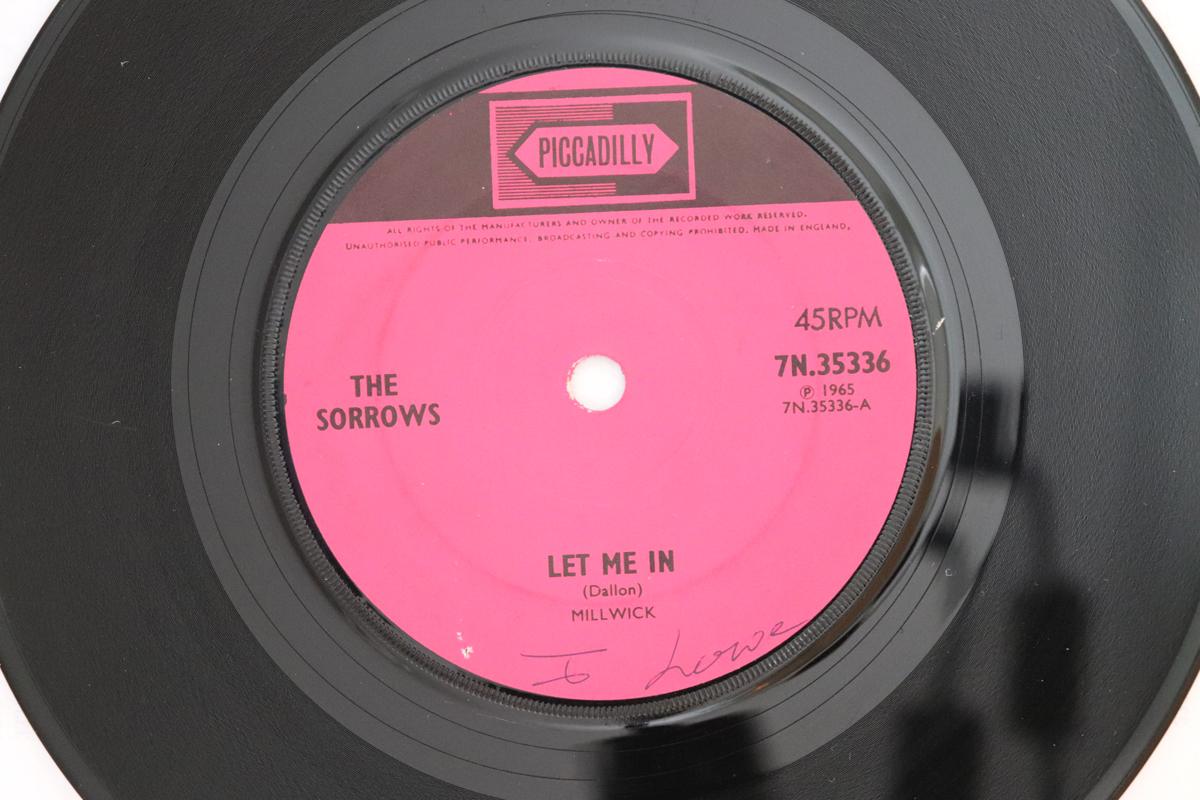 PICCADILLY
ALL RIGHTS OF THE MANUFACTURERS AND OWNER OF THE RECORDED WORK RESERVED.
UNAUTHORISED PUBLIC PERFORMANCE, BROADCASTING AND COPYING PROHIBITED. MADE IN ENGLAND.
45RPM
7N.35336
Ⓟ 1965
7N.35336-A
THE
SORROWS
LET ME IN
(Dallon)
MILLWICK
I Lowe